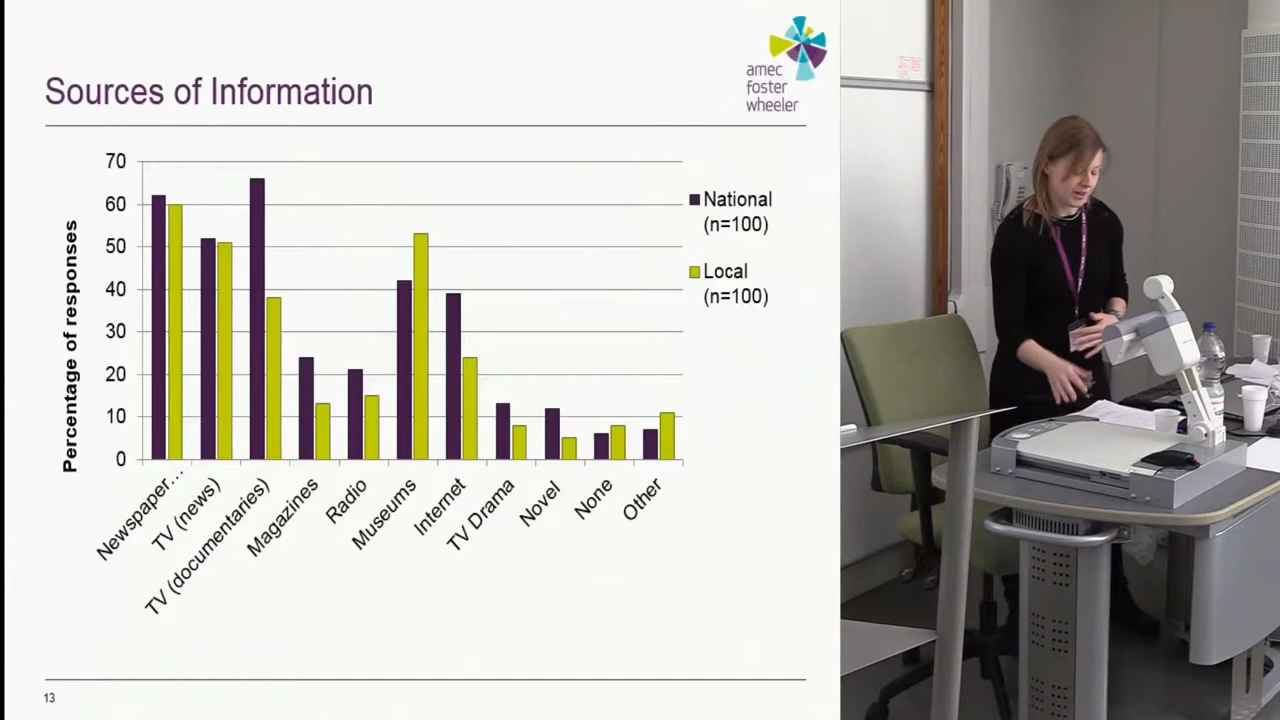 amec
foster
wheeler
Sources of Information
70
60
50
40
30
20
10
0
Percentage of responses
National
(n=100)
Local
(n=100)
Newspaper...
TV (news)
TV (documentaries)
Magazines
Radio
Museums
Internet
TV Drama
Novel
None
Other
13